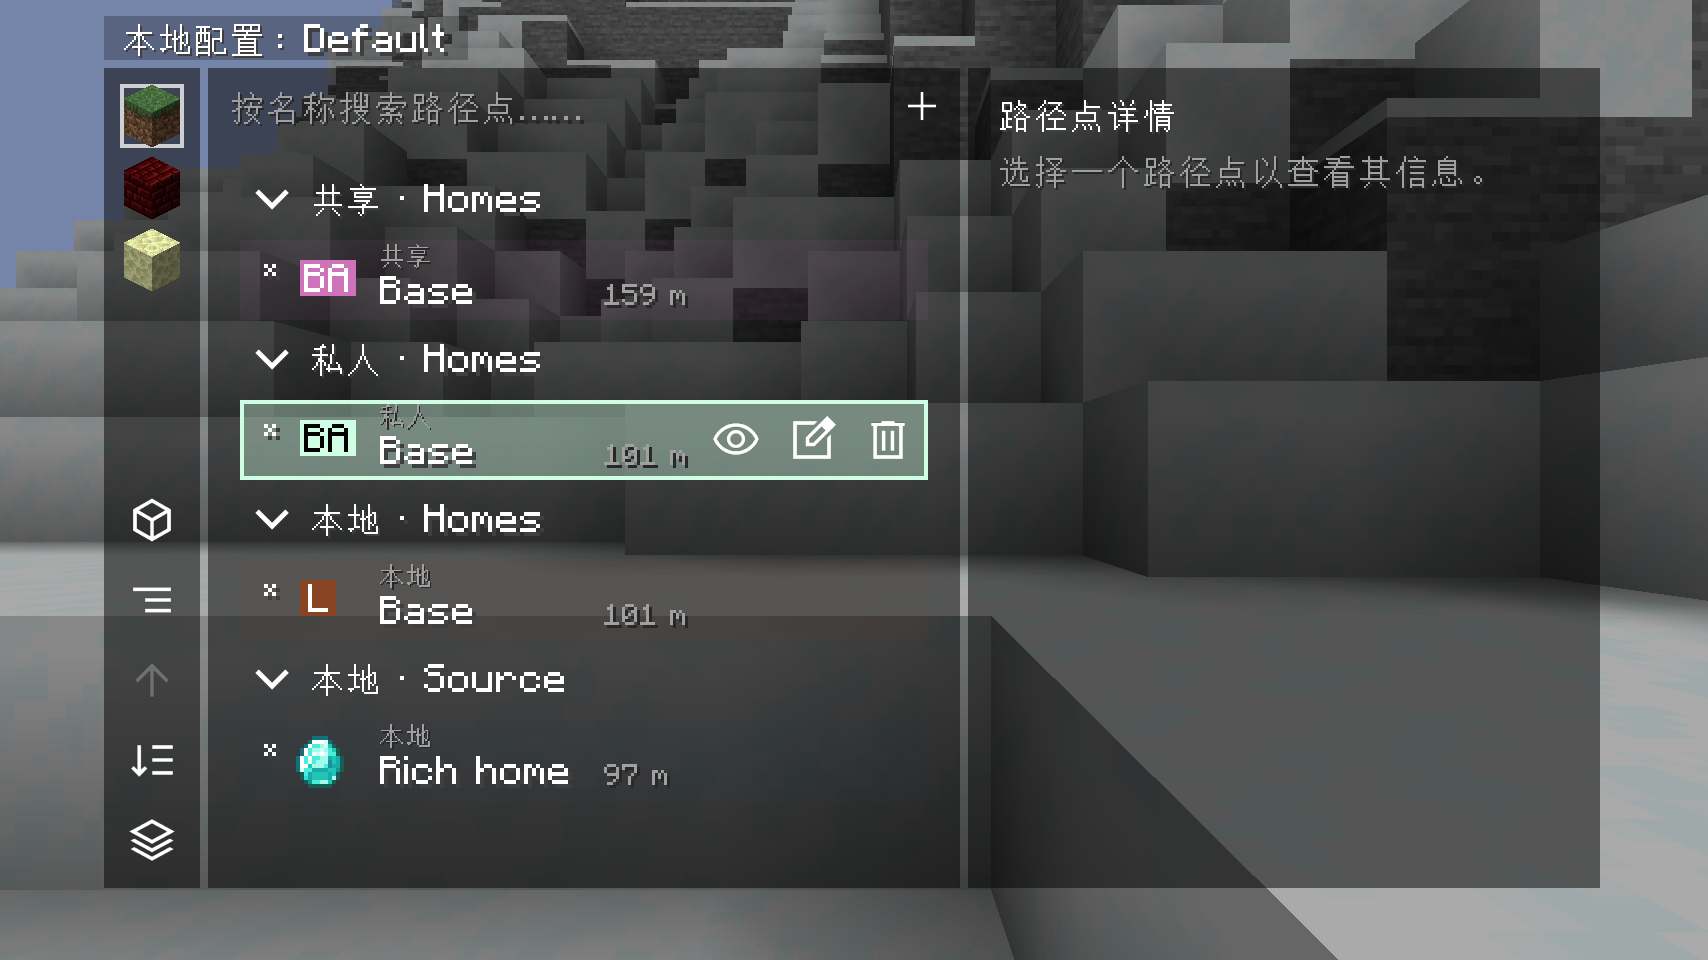 本地配置：Default
按名称搜索路径点……
共享 · Homes
BA
共享
Base
159 m
私人 · Homes
BA
私人
Base
101 m
本地 · Homes
L
本地
Base
101 m
本地 · Source
本地
Rich home
97 m
路径点详情
选择一个路径点以查看其信息。